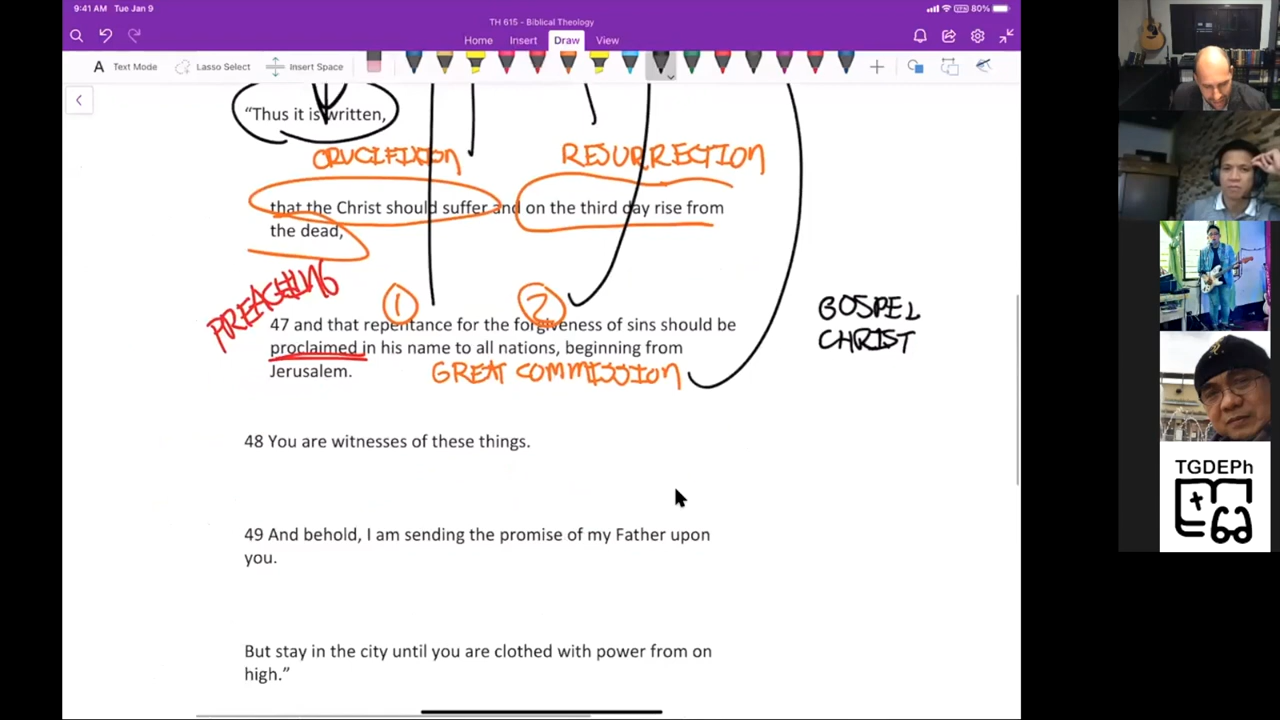 9:41 AM Tue Jan 9
80%
TH 615 - Biblical Theology
Home Insert Draw View
A Text Mode Lasso Select Insert Space
“Thus it is written,
CRUCIFIXION RESURRECTION
that the Christ should suffer and on the third day rise from
the dead,
PREACHING
1 2
47 and that repentance for the forgiveness of sins should be
proclaimed in his name to all nations, beginning from
Jerusalem.
GREAT COMMISSION
GOSPEL
CHRIST
48 You are witnesses of these things.
49 And behold, I am sending the promise of my Father upon
you.
But stay in the city until you are clothed with power from on
high.”
TGDEPh